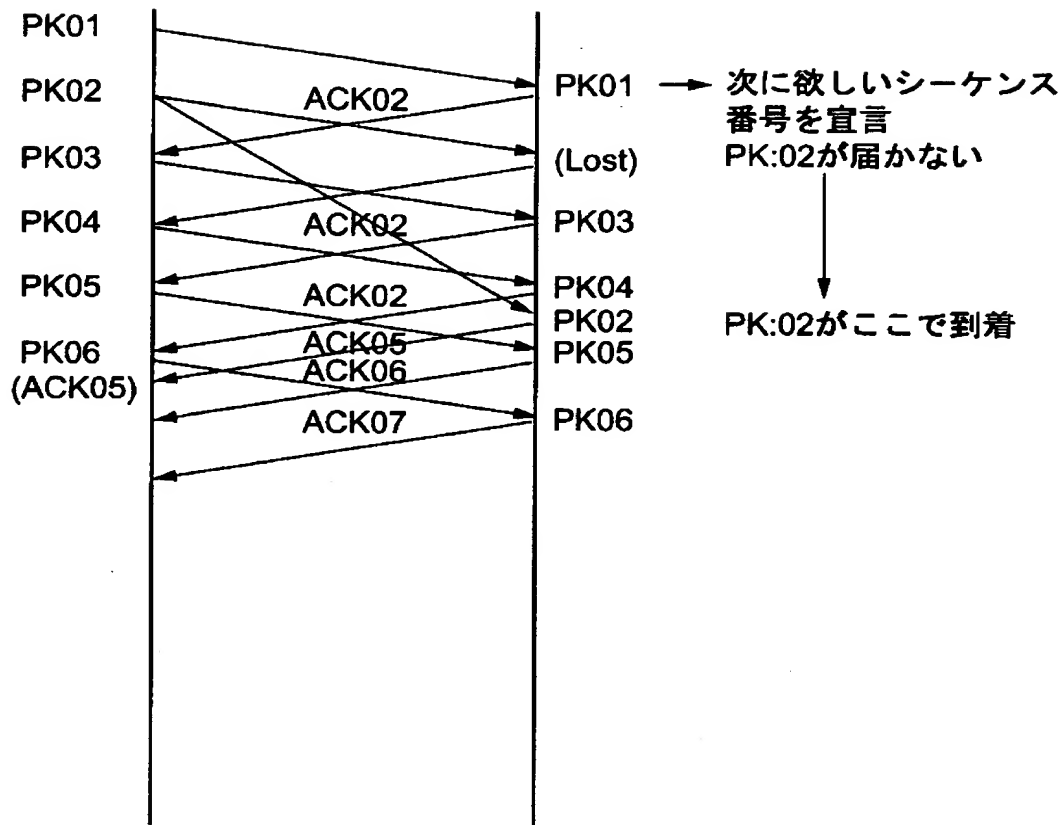 PK01
PK02
PK03
PK04
PK05
PK06
(ACK05)
ACK02
ACK02
ACK02
ACK05
ACK06
ACK07
PK01
(Lost)
PK03
PK04
PK02
PK05
PK06
次に欲しいシーケンス
番号を宣言
PK:02が届かない
PK:02がここで到着